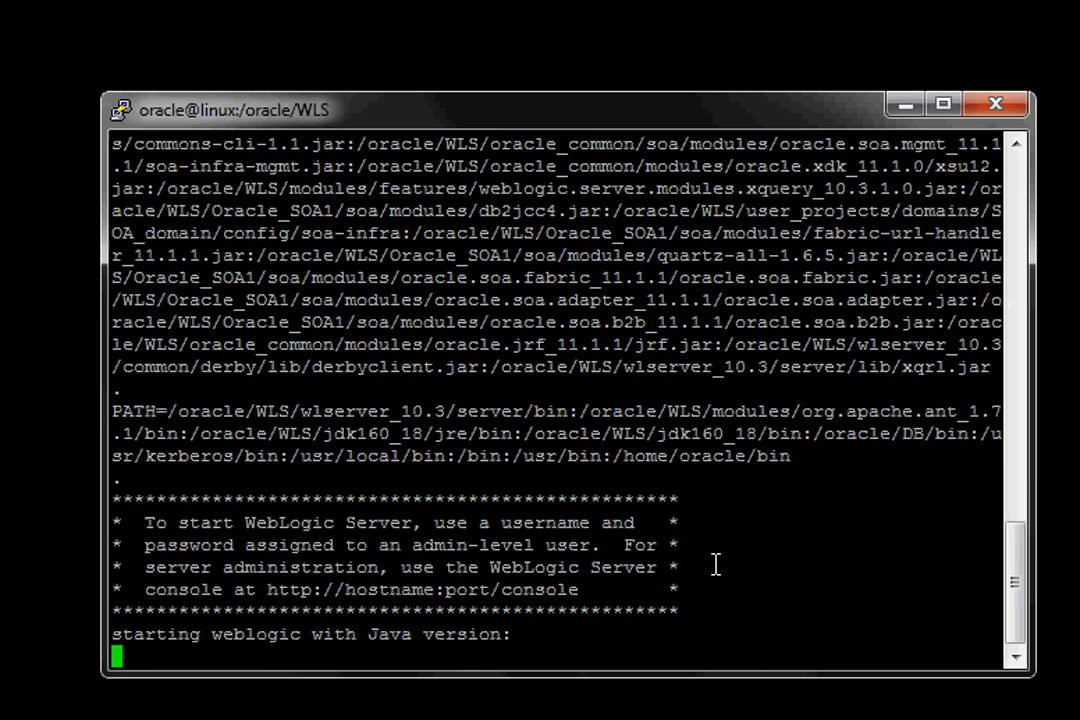 oracle@linux:/oracle/WLS
s/commons-cli-1.1.jar:/oracle/WLS/oracle_common/soa/modules/oracle.soa.mgmt_11.1
.1/soa-infra-mgmt.jar:/oracle/WLS/oracle_common/modules/oracle.xdk_11.1.0/xsu12.
jar:/oracle/WLS/modules/features/weblogic.server.modules.xquery_10.3.1.0.jar:/or
acle/WLS/Oracle_SOA1/soa/modules/db2jcc4.jar:/oracle/WLS/user_projects/domains/S
OA_domain/config/soa-infra:/oracle/WLS/Oracle_SOA1/soa/modules/fabric-url-handle
r_11.1.1.jar:/oracle/WLS/Oracle_SOA1/soa/modules/quartz-all-1.6.5.jar:/oracle/WL
S/Oracle_SOA1/soa/modules/oracle.soa.fabric_11.1.1/oracle.soa.fabric.jar:/oracle
/WLS/Oracle_SOA1/soa/modules/oracle.soa.adapter_11.1.1/oracle.soa.adapter.jar:/o
racle/WLS/Oracle_SOA1/soa/modules/oracle.soa.b2b_11.1.1/oracle.soa.b2b.jar:/orac
le/WLS/oracle_common/modules/oracle.jrf_11.1.1/jrf.jar:/oracle/WLS/wlserver_10.3
/common/derby/lib/derbyclient.jar:/oracle/WLS/wlserver_10.3/server/lib/xqrl.jar
.
PATH=/oracle/WLS/wlserver_10.3/server/bin:/oracle/WLS/modules/org.apache.ant_1.7
.1/bin:/oracle/WLS/jdk160_18/jre/bin:/oracle/WLS/jdk160_18/bin:/oracle/DB/bin:/u
sr/kerberos/bin:/usr/local/bin:/bin:/usr/bin:/home/oracle/bin
.
***************************************************
*  To start WebLogic Server, use a username and   *
*  password assigned to an admin-level user.  For *
*  server administration, use the WebLogic Server *
*  console at http://hostname:port/console        *
***************************************************
starting weblogic with Java version: